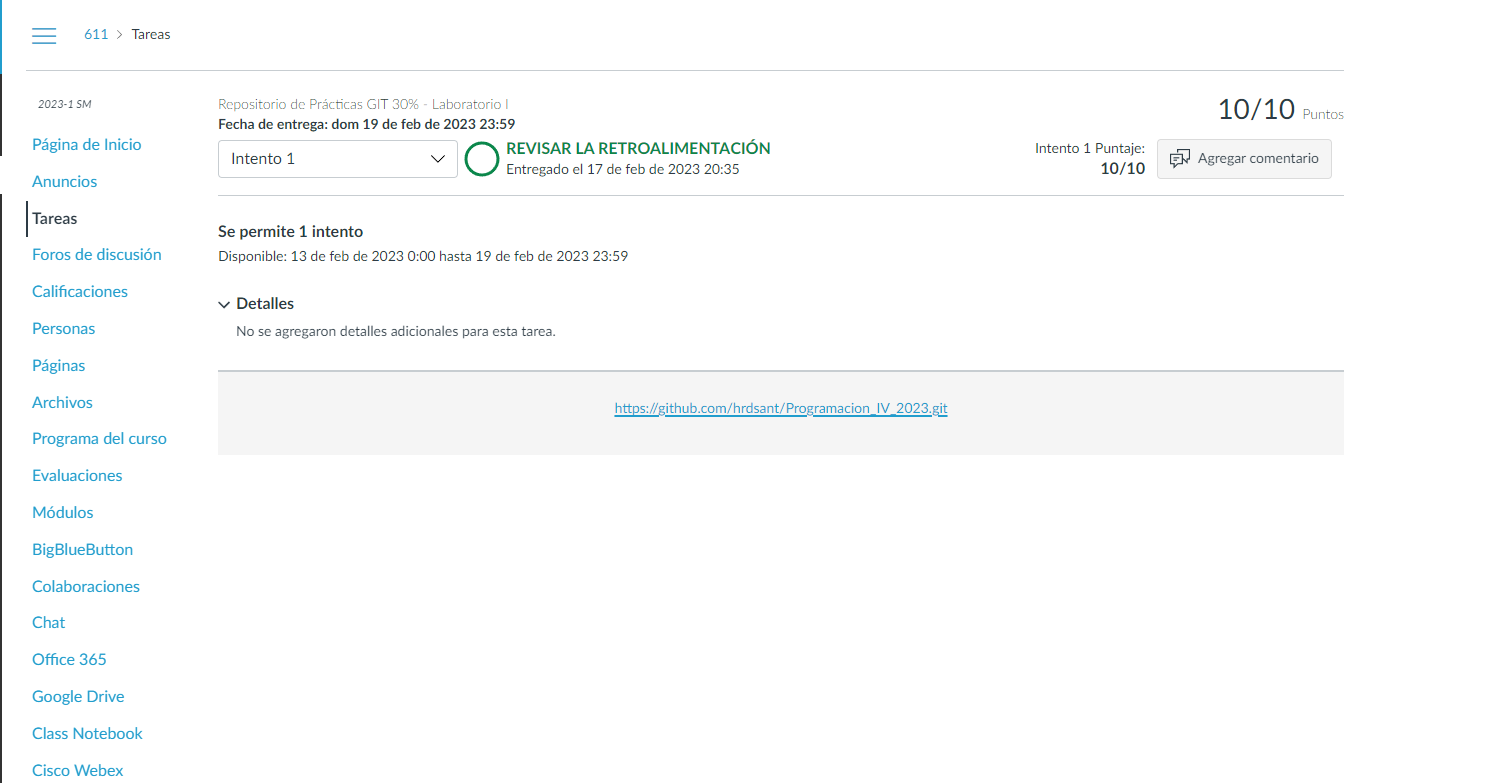 611 > Tareas
2023-1 SM
Página de Inicio
Anuncios
Tareas
Foros de discusión
Calificaciones
Personas
Páginas
Archivos
Programa del curso
Evaluaciones
Módulos
BigBlueButton
Colaboraciones
Chat
Office 365
Google Drive
Class Notebook
Cisco Webex
Repositorio de Prácticas GIT 30% - Laboratorio I
Fecha de entrega: dom 19 de feb de 2023 23:59
10/10 Puntos
Intento 1
REVISAR LA RETROALIMENTACIÓN
Entregado el 17 de feb de 2023 20:35
Intento 1 Puntaje:
10/10
Agregar comentario
Se permite 1 intento
Disponible: 13 de feb de 2023 0:00 hasta 19 de feb de 2023 23:59
Detalles
No se agregaron detalles adicionales para esta tarea.
https://github.com/hrdsant/Programacion_IV_2023.git